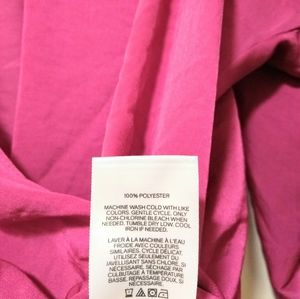 100% POLYESTER
MACHINE WASH COLD WITH LIKE
COLORS. GENTLE CYCLE. ONLY
NON-CHLORINE BLEACH WHEN
NEEDED. TUMBLE DRY LOW. COOL
IRON IF NEEDED.
LAVER À LA MACHINE À L'EAU
FROIDE AVEC COULEURS
SIMILAIRES. CYCLE DÉLICAT.
UTILISEZ SEULEMENT DU
JAVELLISANT SANS CHLORE, SI
NÉCESSAIRE. SÉCHAGE PAR
CULBUTAGE À TEMPÉRATURE
BASSE. REPASSAGE FROID, SI
NÉCESSAIRE.